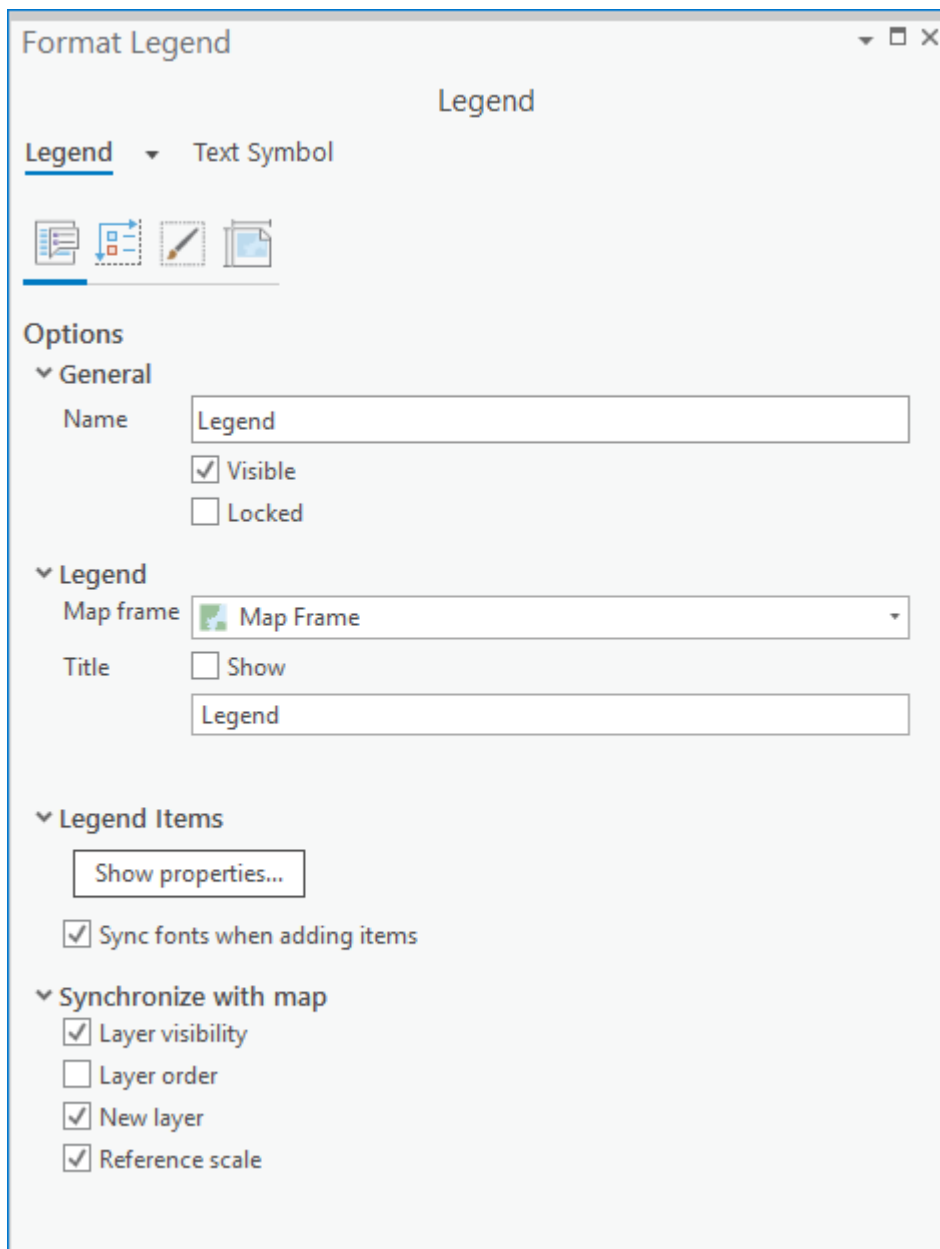 Format Legend
Legend
Legend Text Symbol
Options
General
Name Legend
Visible
Locked
Legend
Map frame Map Frame
Title Show
Legend
Legend Items
Show properties...
Sync fonts when adding items
Synchronize with map
Layer visibility
Layer order
New layer
Reference scale